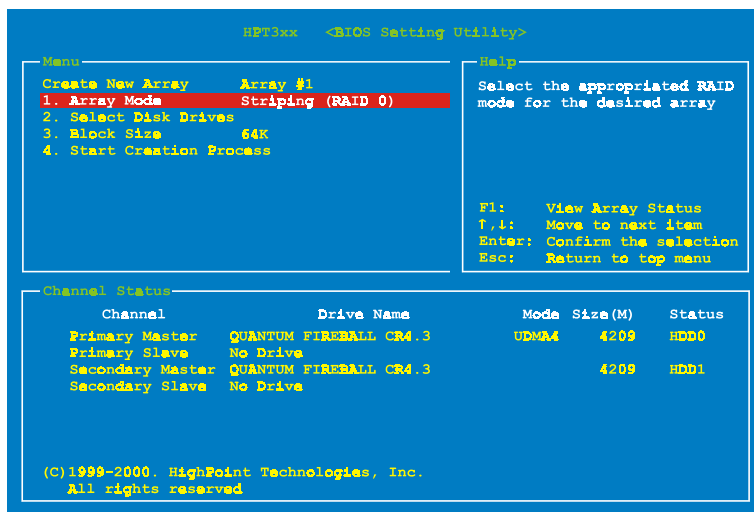 HPT3xx <BIOS Setting Utility>
Menu
Create New Array Array #1
1. Array Mode Striping (RAID 0)
2. Select Disk Drives
3. Block Size 64K
4. Start Creation Process
Help
Select the appropriated RAID
mode for the desired array
F1: View Array Status
↑,↓: Move to next item
Enter: Confirm the selection
Esc: Return to top menu
Channel Status
Channel Drive Name Mode Size(M) Status
Primary Master QUANTUM FIREBALL CR4.3 UDMA4 4209 HDD0
Primary Slave No Drive
Secondary Master QUANTUM FIREBALL CR4.3 4209 HDD1
Secondary Slave No Drive
(C)1999-2000. HighPoint Technologies, Inc.
All rights reserved